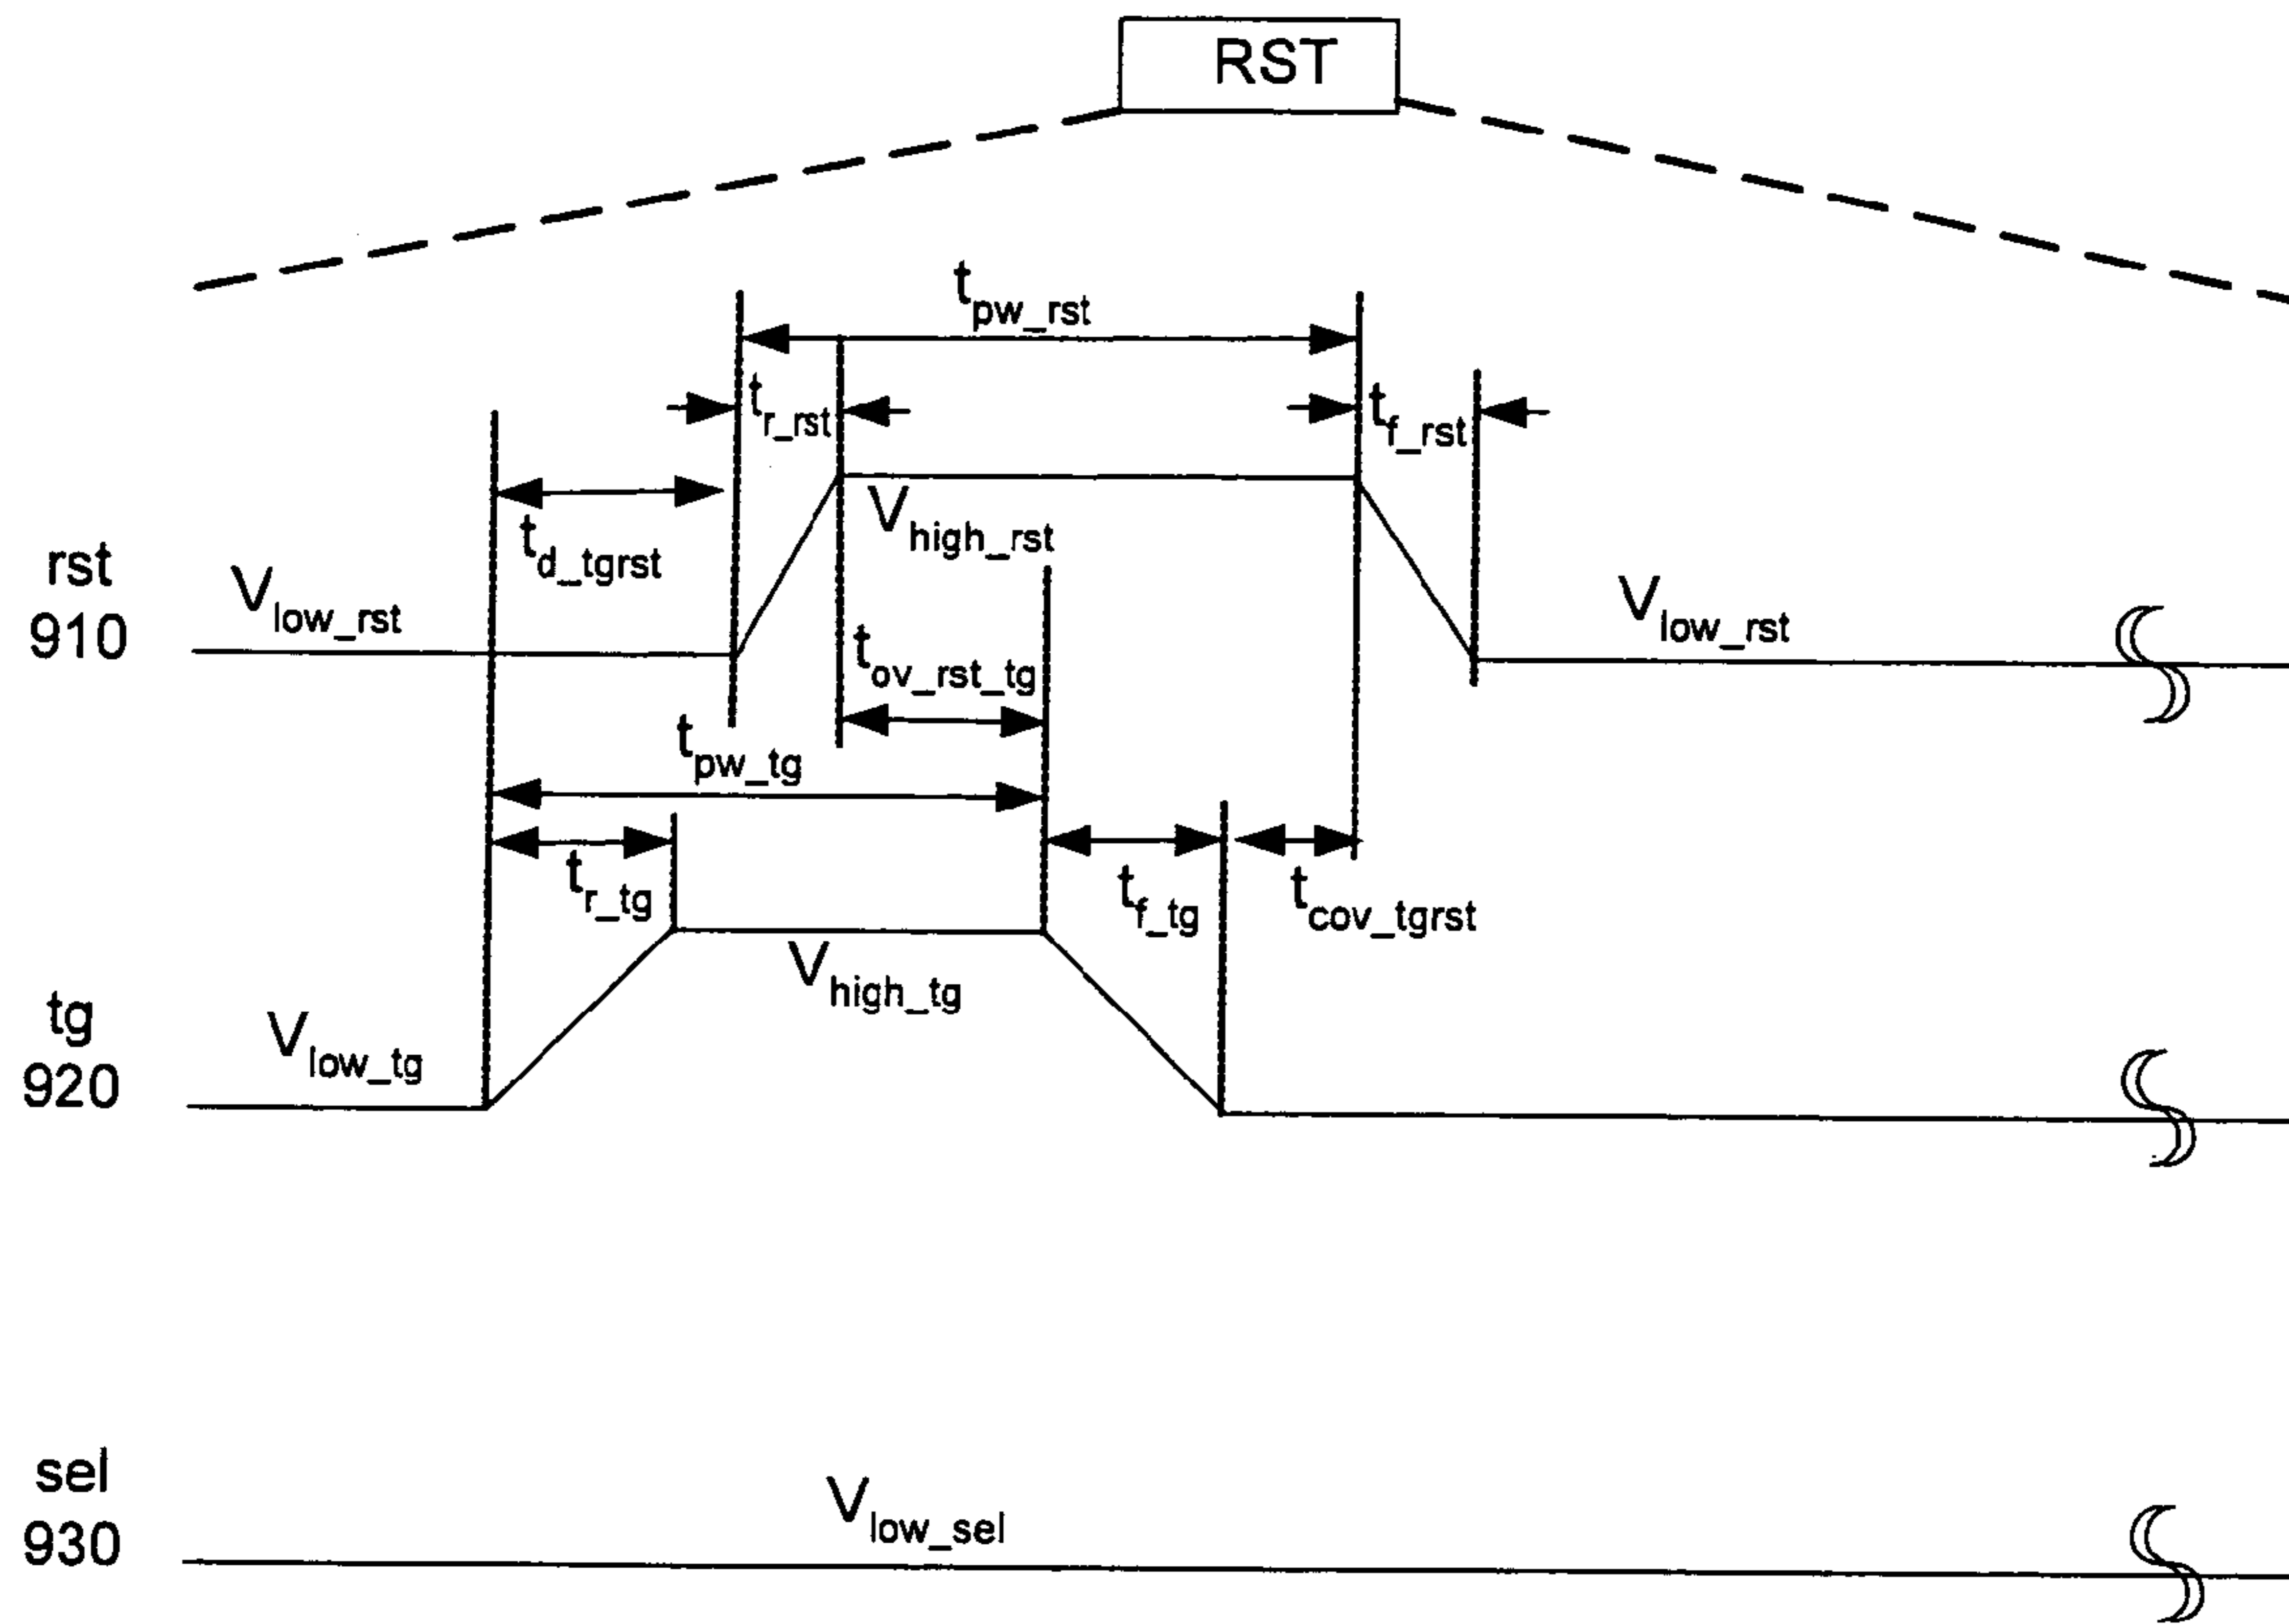 RST
t_pw_rst
t_r_rst
t_f_rst
t_d_tgrst
V_high_rst
rst
910
V_low_rst
V_low_rst
t_ov_rst_tg
t_pw_tg
t_r_tg
t_f_tg
t_cov_tgrst
V_high_tg
tg
920
V_low_tg
sel
930
V_low_sel